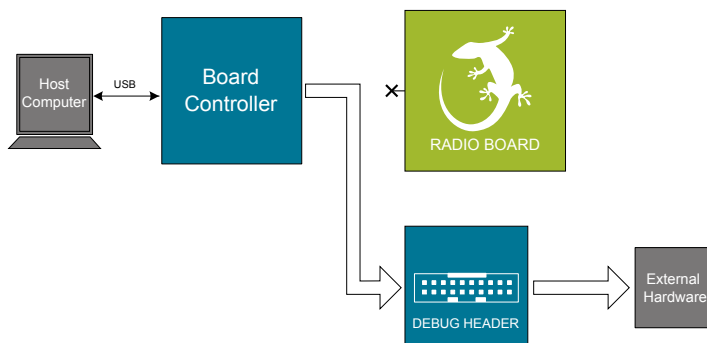 Host
Computer
USB
Board
Controller
RADIO BOARD
DEBUG HEADER
External
Hardware